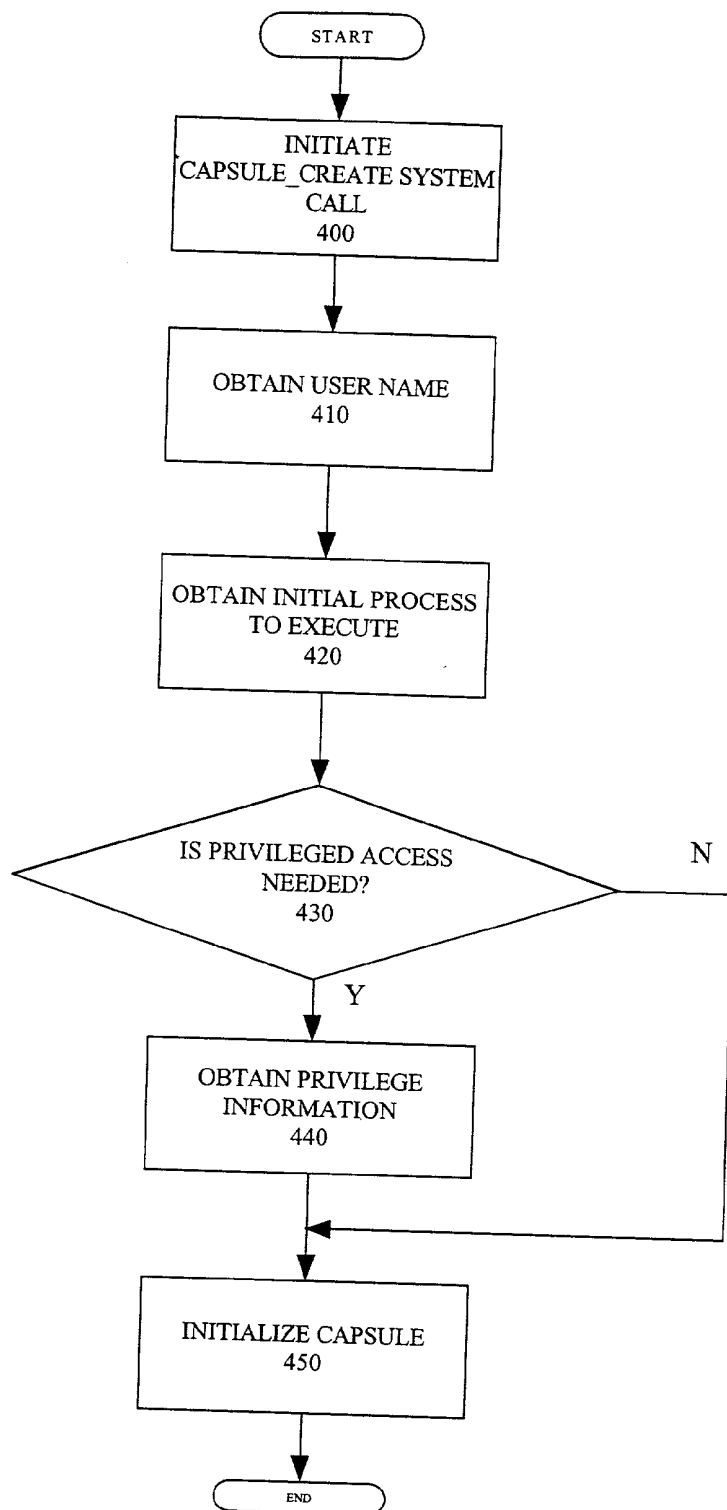 START
INITIATE
CAPSULE_CREATE SYSTEM
CALL
400
OBTAIN USER NAME
410
OBTAIN INITIAL PROCESS
TO EXECUTE
420
IS PRIVILEGED ACCESS
NEEDED?
430
N
Y
OBTAIN PRIVILEGE
INFORMATION
440
INITIALIZE CAPSULE
450
END